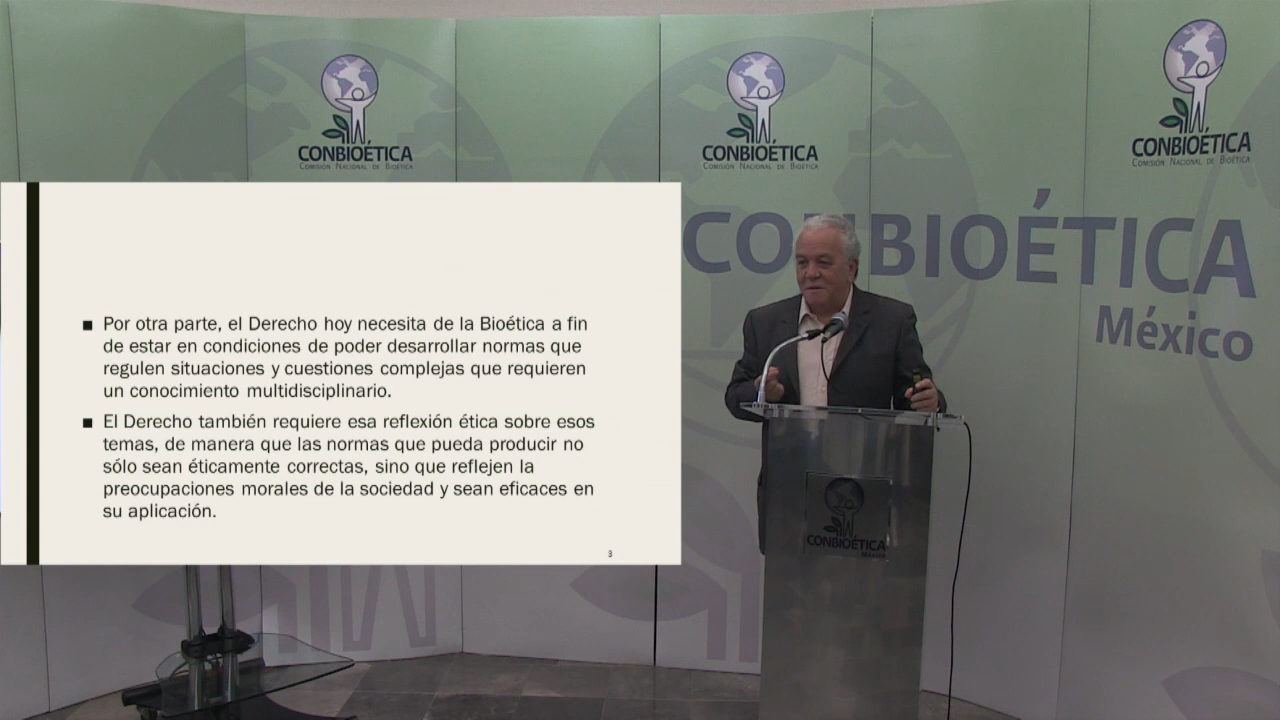 CONBIOÉTICA
COMISIÓN NACIONAL DE BIOÉTICA
CONBIOÉTICA
COMISIÓN NACIONAL DE BIOÉTICA
CONBIOÉTICA
COMISIÓN NACIONAL DE BIOÉTICA
CONBIOÉTICA
México
■ Por otra parte, el Derecho hoy necesita de la Bioética a fin
de estar en condiciones de poder desarrollar normas que
regulen situaciones y cuestiones complejas que requieren
un conocimiento multidisciplinario.
■ El Derecho también requiere esa reflexión ética sobre esos
temas, de manera que las normas que pueda producir no
sólo sean éticamente correctas, sino que reflejen la
preocupaciones morales de la sociedad y sean eficaces en
su aplicación.
3
CONBIOÉTICA
México